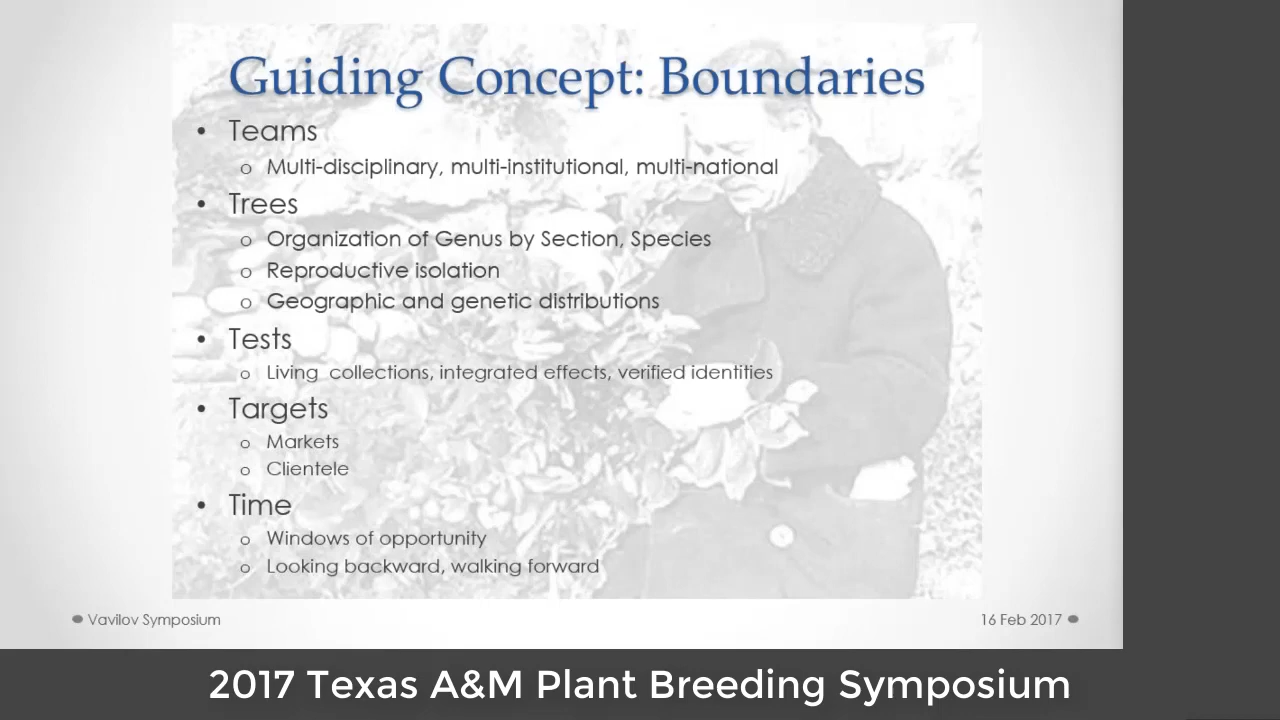 Guiding Concept: Boundaries
• Teams
o Multi-disciplinary, multi-institutional, multi-national
• Trees
o Organization of Genus by Section, Species
o Reproductive isolation
o Geographic and genetic distributions
• Tests
o Living collections, integrated effects, verified identities
• Targets
o Markets
o Clientele
• Time
o Windows of opportunity
o Looking backward, walking forward
Vavilov Symposium
16 Feb 2017
2017 Texas A&M Plant Breeding Symposium